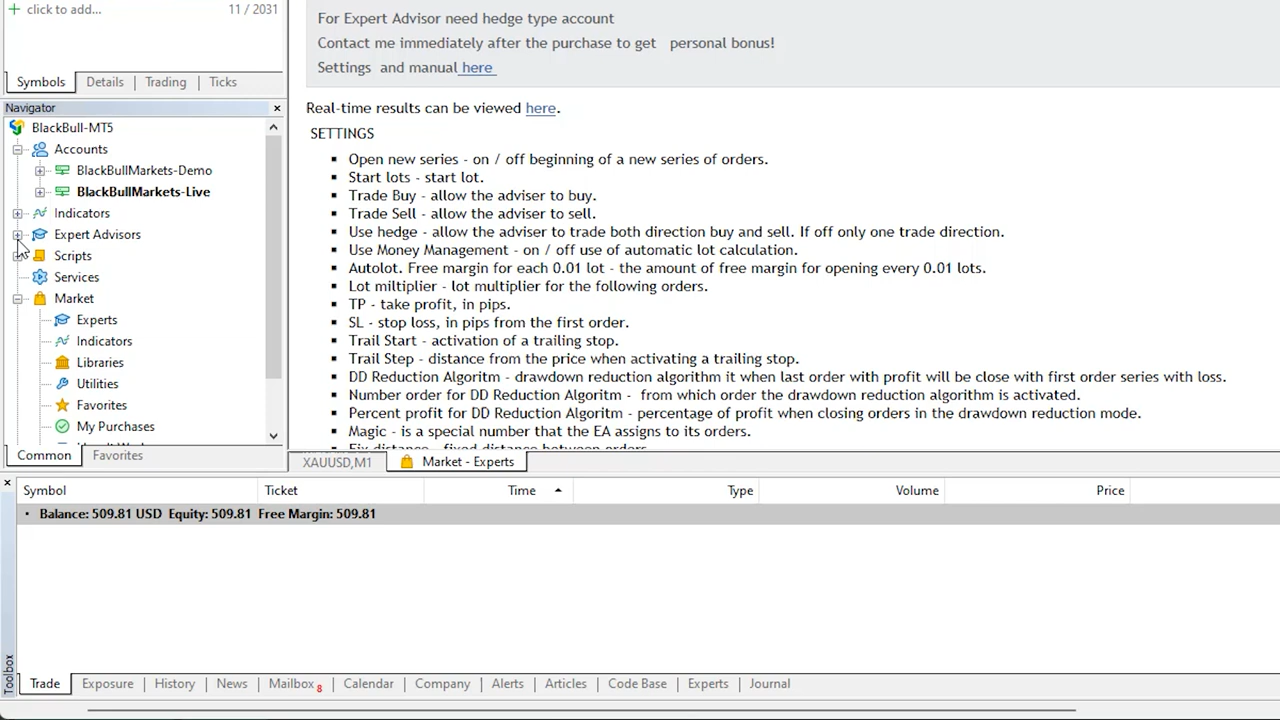 click to add...
11 / 2031
Symbols
Details
Trading
Ticks
Navigator
BlackBull-MT5
Accounts
BlackBullMarkets-Demo
BlackBullMarkets-Live
Indicators
Expert Advisors
Scripts
Services
Market
Experts
Indicators
Libraries
Utilities
Favorites
My Purchases
Common
Favorites
For Expert Advisor need hedge type account
Contact me immediately after the purchase to get personal bonus!
Settings and manual here
Real-time results can be viewed here.
SETTINGS
Open new series - on / off beginning of a new series of orders.
Start lots - start lot.
Trade Buy - allow the adviser to buy.
Trade Sell - allow the adviser to sell.
Use hedge - allow the adviser to trade both direction buy and sell. If off only one trade direction.
Use Money Management - on / off use of automatic lot calculation.
Autolot. Free margin for each 0.01 lot - the amount of free margin for opening every 0.01 lots.
Lot miltiplier - lot multiplier for the following orders.
TP - take profit, in pips.
SL - stop loss, in pips from the first order.
Trail Start - activation of a trailing stop.
Trail Step - distance from the price when activating a trailing stop.
DD Reduction Algoritm - drawdown reduction algorithm it when last order with profit will be close with first order series with loss.
Number order for DD Reduction Algoritm - from which order the drawdown reduction algorithm is activated.
Percent profit for DD Reduction Algoritm - percentage of profit when closing orders in the drawdown reduction mode.
Magic - is a special number that the EA assigns to its orders.
Fix distance - fixed distance between orders
XAUUSD,M1
Market - Experts
Symbol
Ticket
Time
Type
Volume
Price
Balance: 509.81 USD Equity: 509.81 Free Margin: 509.81
Toolbox
Trade
Exposure
History
News
Mailbox 8
Calendar
Company
Alerts
Articles
Code Base
Experts
Journal